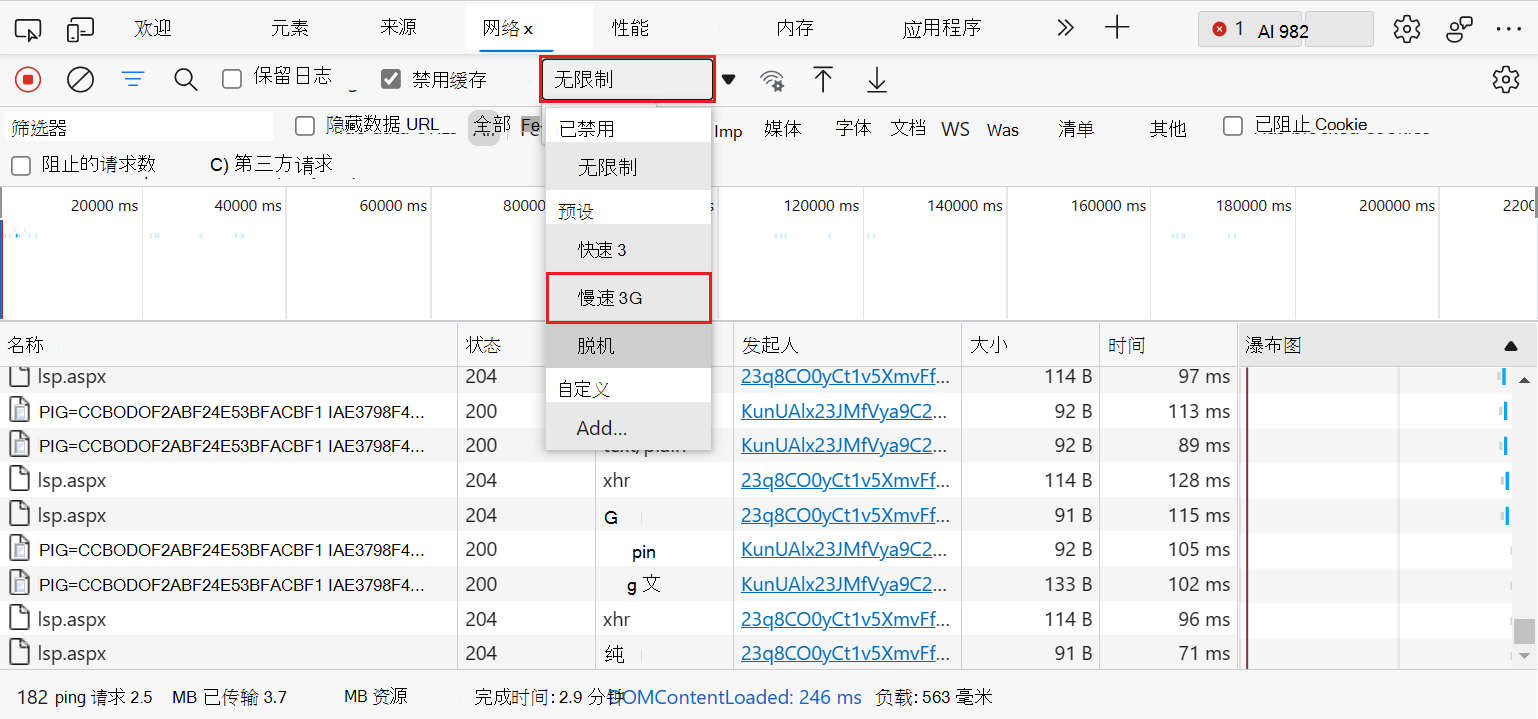 欢迎 元素 来源 网络 x 性能 内存 应用程序 1 AI 982
保留日志 禁用缓存 无限制
筛选器 隐藏数据 URL 全部 Fe 已禁用 Imp 媒体 字体 文档 WS Was 清单 其他 已阻止 Cookie
阻止的请求数 C) 第三方请求 无限制
20000 ms 40000 ms 60000 ms 8000 预设 120000 ms 140000 ms 160000 ms 180000 ms 200000 ms 2200
快速 3
慢速 3G
名称 状态 脱机 发起人 大小 时间 瀑布图
lsp.aspx 204 自定义 23q8CO0yCt1v5XmvFf... 114 B 97 ms
PIG=CCBODOF2ABF24E53BFACBF1 IAE3798F4... 200 Add... KunUAlx23JMfVya9C2... 92 B 113 ms
PIG=CCBODOF2ABF24E53BFACBF1 IAE3798F4... 200 text/plain KunUAlx23JMfVya9C2... 92 B 89 ms
lsp.aspx 204 xhr 23q8CO0yCt1v5XmvFf... 114 B 128 ms
lsp.aspx 204 G 23q8CO0yCt1v5XmvFf... 91 B 115 ms
PIG=CCBODOF2ABF24E53BFACBF1 IAE3798F4... 200 pin KunUAlx23JMfVya9C2... 92 B 105 ms
PIG=CCBODOF2ABF24E53BFACBF1 IAE3798F4... 200 g 文 KunUAlx23JMfVya9C2... 133 B 102 ms
lsp.aspx 204 xhr 23q8CO0yCt1v5XmvFf... 114 B 96 ms
lsp.aspx 204 纯 23q8CO0yCt1v5XmvFf... 91 B 71 ms
182 ping 请求 2.5 MB 已传输 3.7 MB 资源 完成时间: 2.9 分钟 DOMContentLoaded: 246 ms 负载: 563 毫米